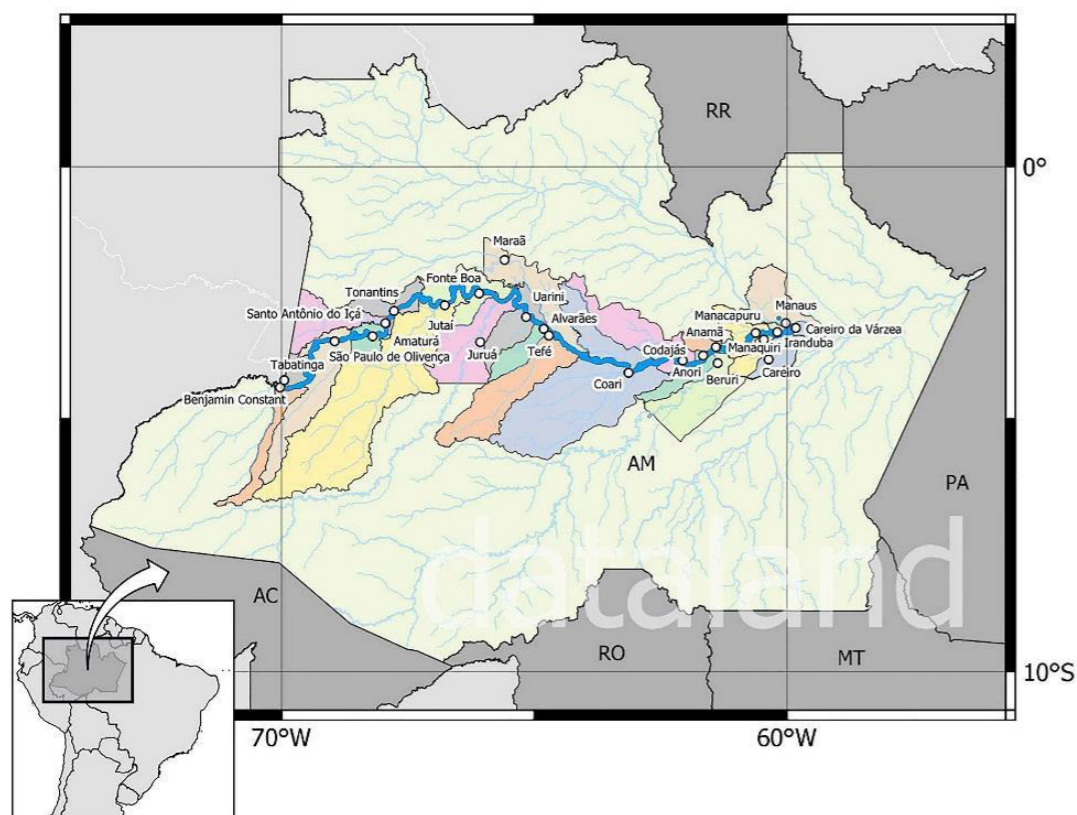 RR
0°
Maraã
Fonte Boa
Tonantins
Uarini
Santo Antônio do Içá
Manaus
Manacapuru
Alvarães
Jutaí
Careiro da Várzea
Anamã
Amaturá
Iranduba
Manaquiri
Juruá
São Paulo de Olivença
Tefé
Codajás
Tabatinga
Anori
Careiro
Beruri
Coari
Benjamin Constant
AM
PA
dataland
AC
RO
MT
10°S
70°W
60°W